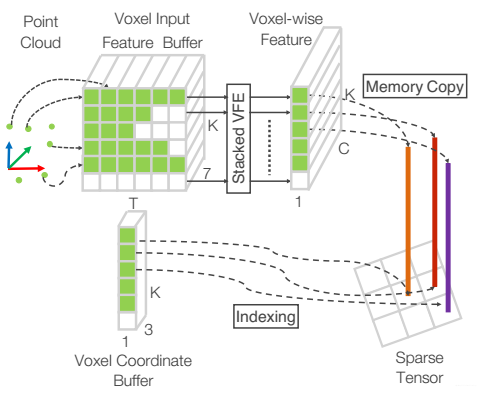 Point
Cloud
Voxel Input
Feature Buffer
Voxel-wise
Feature
K
7
T
Stacked VFE
K
C
1
Memory Copy
K
3
1
Voxel Coordinate
Buffer
Indexing
Sparse
Tensor